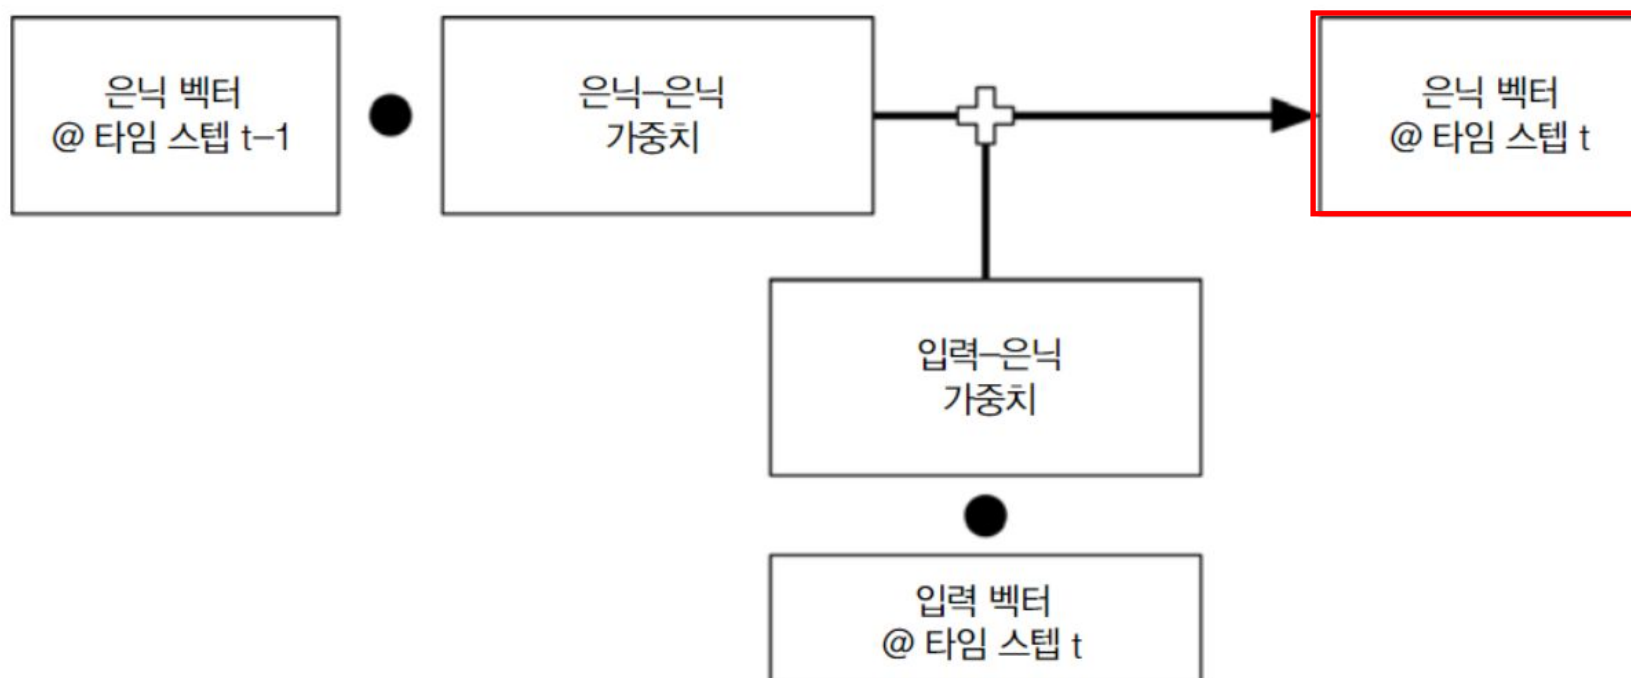 은닉 벡터
@ 타임 스텝 t–1
은닉–은닉
가중치
은닉 벡터
@ 타임 스텝 t
입력–은닉
가중치
입력 벡터
@ 타임 스텝 t